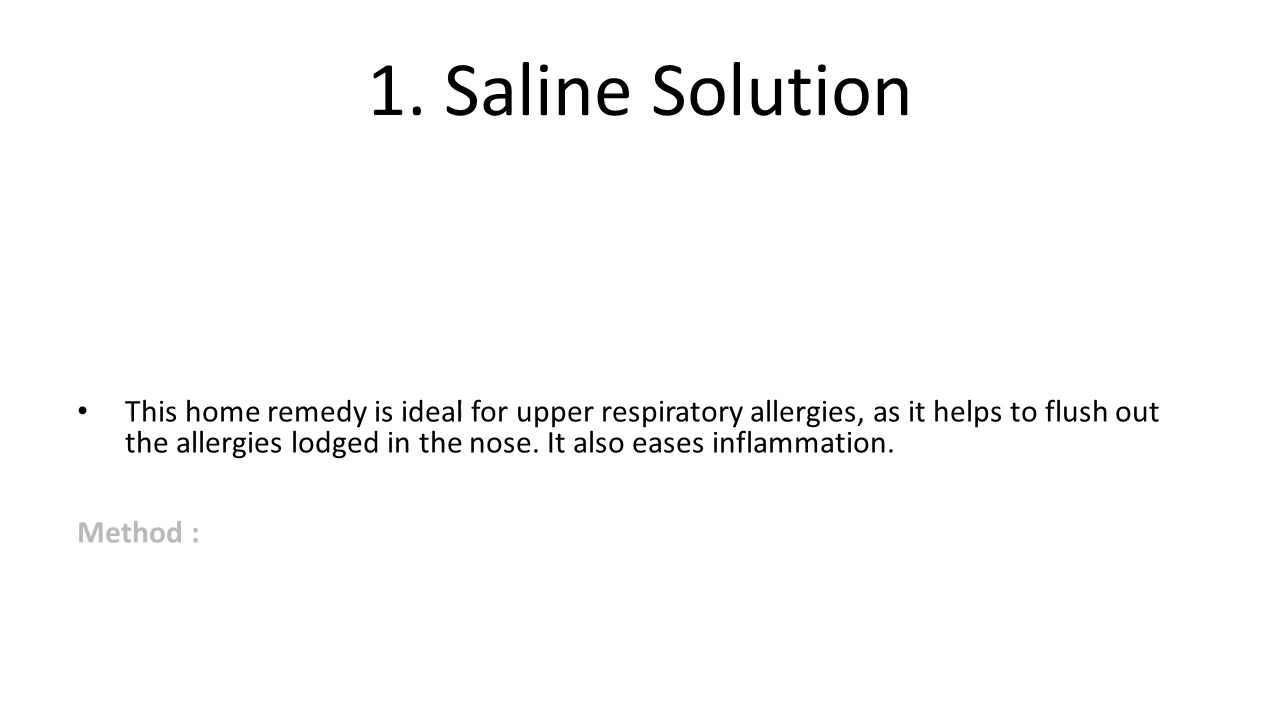 1. Saline Solution
• This home remedy is ideal for upper respiratory allergies, as it helps to flush out
the allergies lodged in the nose. It also eases inflammation.
Method :